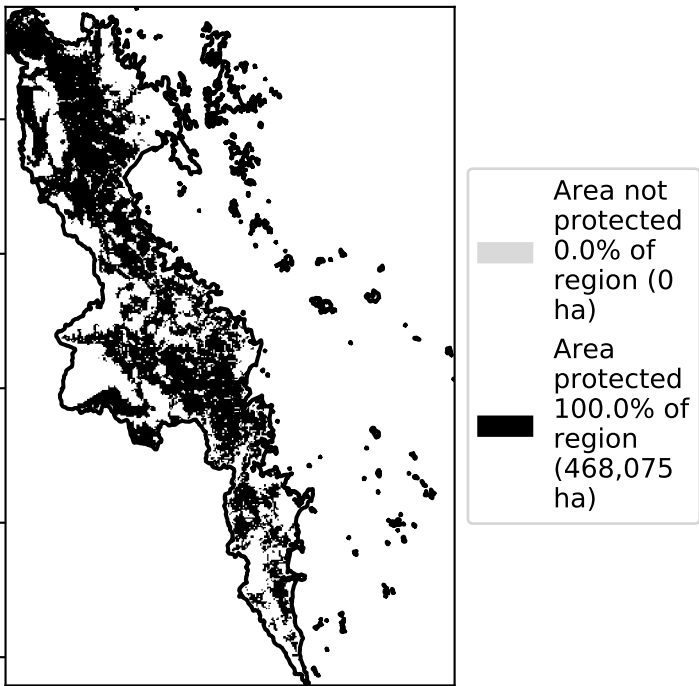 Area not
protected
0.0% of
region (0
ha)
Area
protected
100.0% of
region
(468,075
ha)